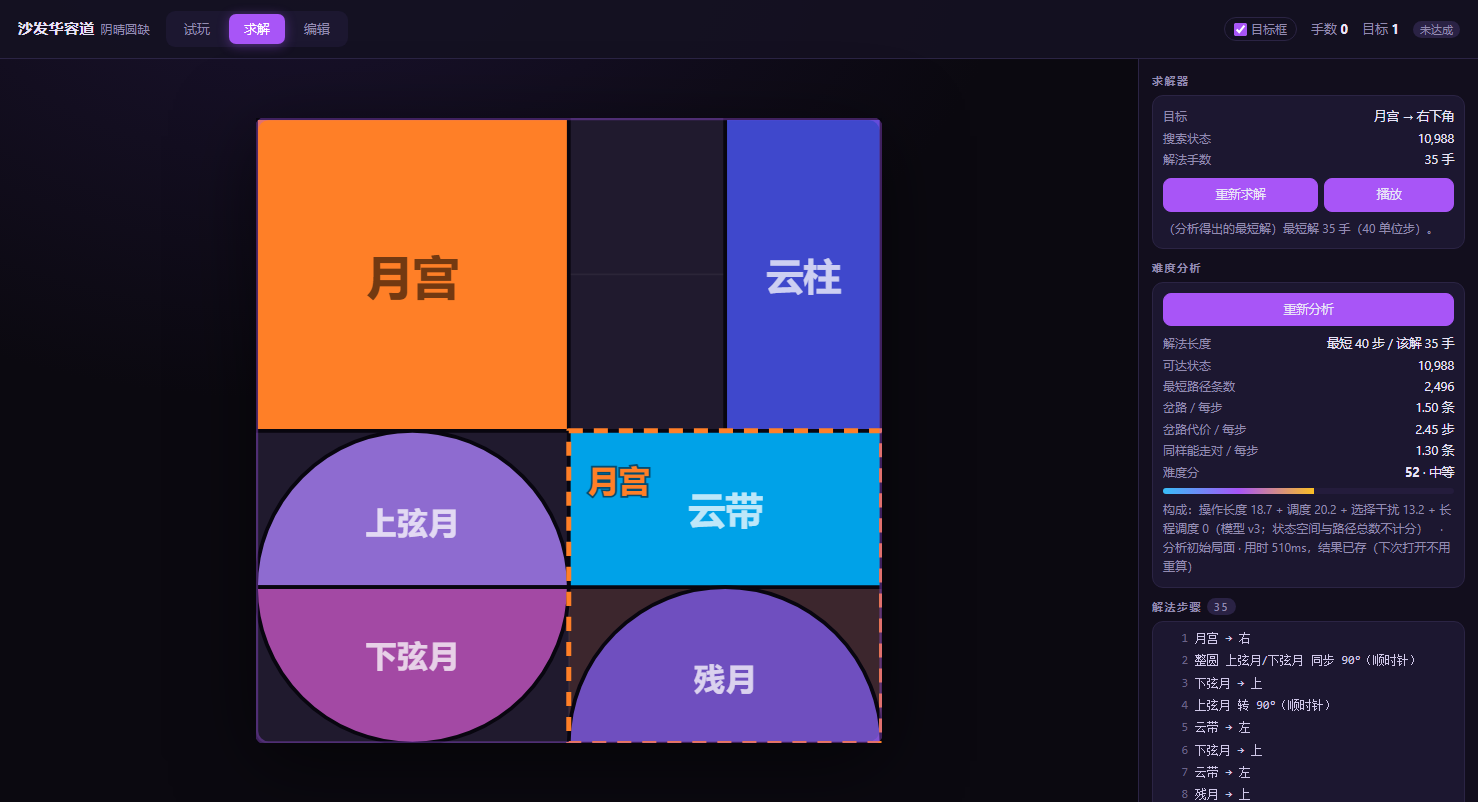 沙发华容道 阴晴圆缺 试玩 求解 编辑 目标框 手数 0 目标 1 未达成
月宫
云柱
上弦月
月宫
云带
下弦月
残月
求解器
目标 月宫 → 右下角
搜索状态 10,988
解法手数 35 手
重新求解 播放
（分析得出的最短解）最短解 35 手（40 单位步）。
难度分析
重新分析
解法长度 最短 40 步 / 该解 35 手
可达状态 10,988
最短路径条数 2,496
岔路 / 每步 1.50 条
岔路代价 / 每步 2.45 步
同样能走对 / 每步 1.30 条
难度分 52 · 中等
构成：操作长度 18.7 + 调度 20.2 + 选择干扰 13.2 + 长
程调度 0（模型 v3；状态空间与路径总数不计分） ·
分析初始局面 · 用时 510ms，结果已存（下次打开不用
重算）
解法步骤 35
1 月宫 → 右
2 整圆 上弦月/下弦月 同步 90°（顺时针）
3 下弦月 → 上
4 上弦月 转 90°（顺时针）
5 云带 → 左
6 下弦月 → 上
7 云带 → 左
8 残月 → 上